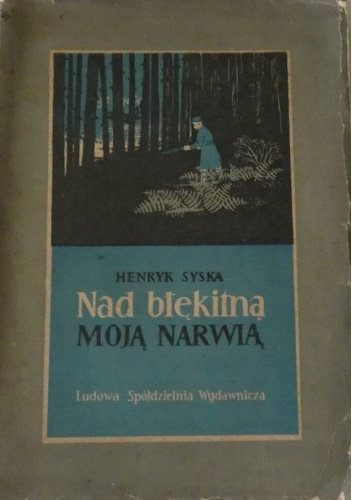 HENRYK SYSKA
Nad błękitną
MOJĄ NARWIĄ
Ludowa Spółdzielnia Wydawnicza